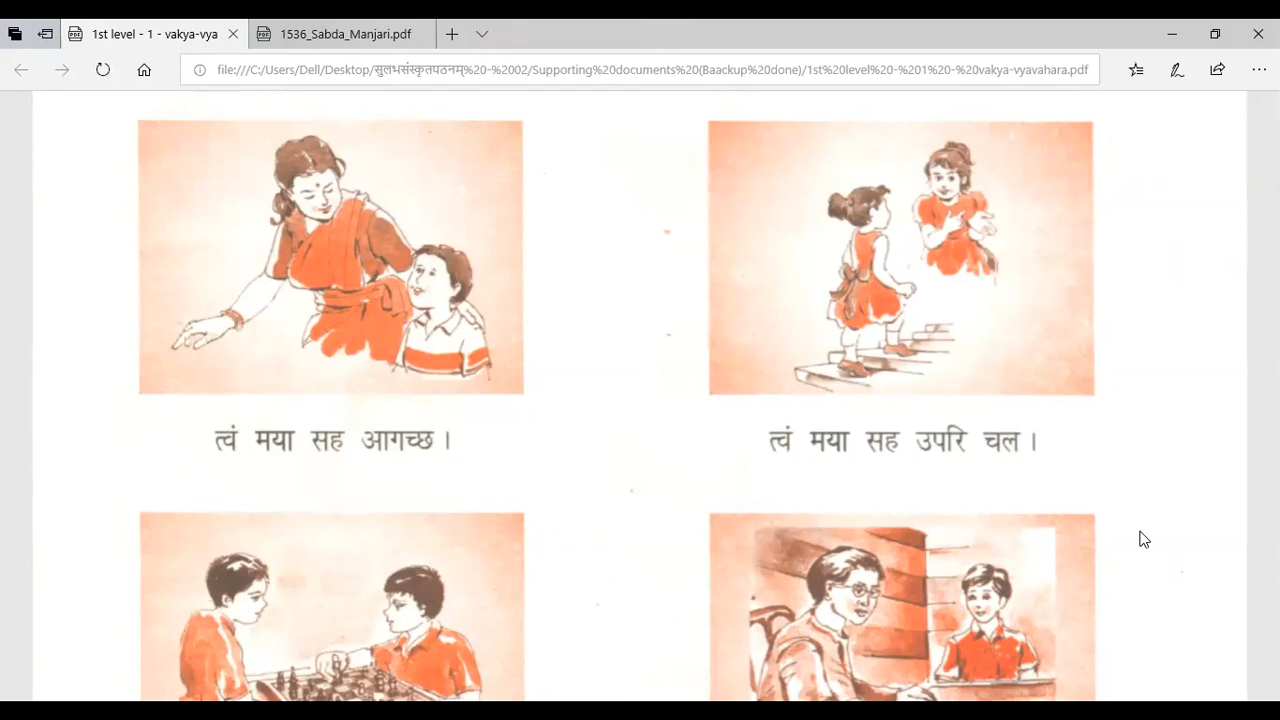 1st level - 1 - vakya-vya
1536_Sabda_Manjari.pdf
file:///C:/Users/Dell/Desktop/सुलभसंस्कृतपठनम्%20-%2002/Supporting%20documents%20(Baackup%20done)/1st%20level%20-%201%20-%20vakya-vyavahara.pdf
त्वं मया सह आगच्छ ।
त्वं मया सह उपरि चल ।